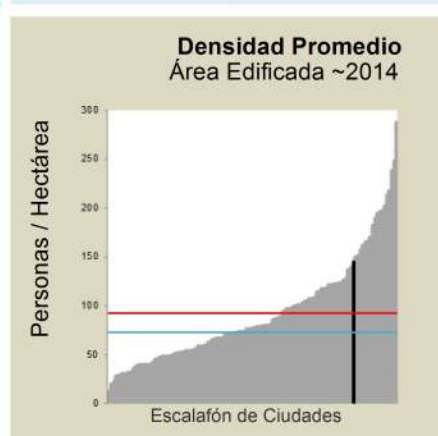 Densidad Promedio
Área Edificada ~2014
Personas / Hectárea
300
250
200
150
100
50
0
Escalafón de Ciudades